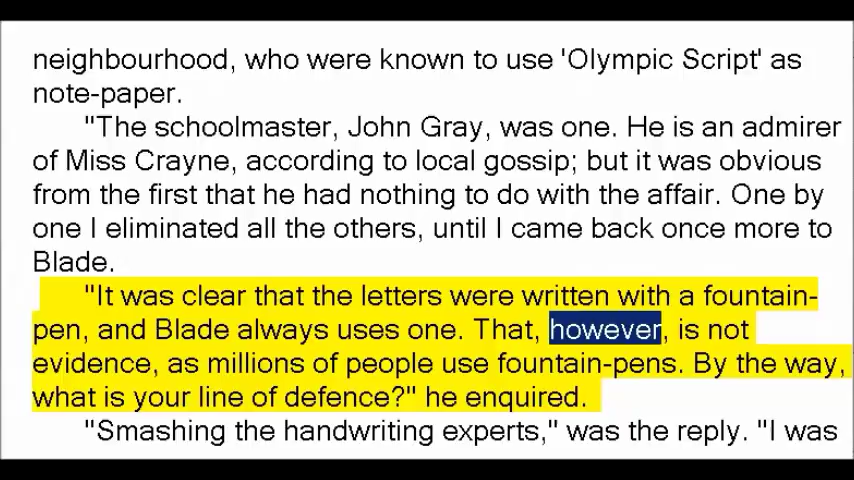 neighbourhood, who were known to use 'Olympic Script' as
note-paper.
"The schoolmaster, John Gray, was one. He is an admirer
of Miss Crayne, according to local gossip; but it was obvious
from the first that he had nothing to do with the affair. One by
one I eliminated all the others, until I came back once more to
Blade.
"It was clear that the letters were written with a fountain-
pen, and Blade always uses one. That, however, is not
evidence, as millions of people use fountain-pens. By the way,
what is your line of defence?" he enquired.
"Smashing the handwriting experts," was the reply. "I was